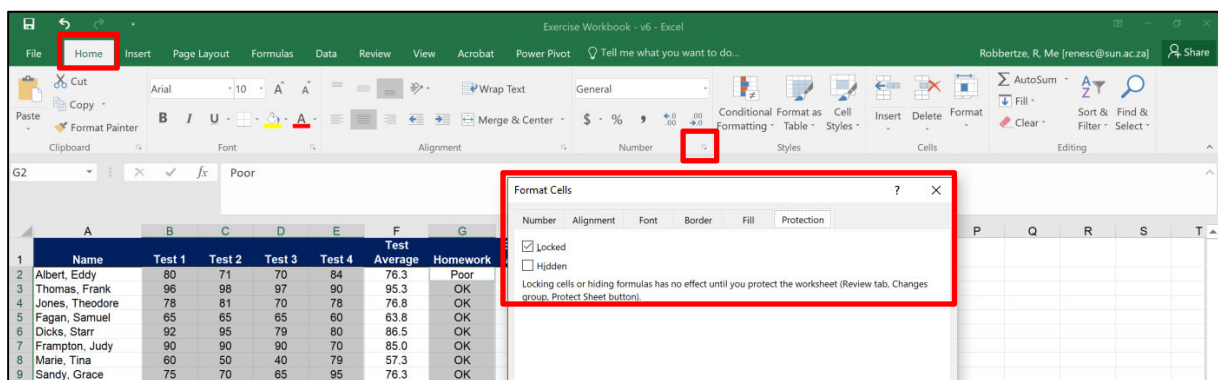 Exercise Workbook - v6 - Excel
File Home Insert Page Layout Formulas Data Review View Acrobat Power Pivot Tell me what you want to do... Robbertze, R, Me [renesc@sun.ac.za] Share
Cut
Copy
Format Painter
Paste
Clipboard
Arial 10 A A
B I U A
Font
Wrap Text
Merge & Center
Alignment
General
$ % , .0 .00 .00 .0
Number
Conditional Formatting
Format as Table
Cell Styles
Styles
Insert Delete Format
Cells
AutoSum
Fill
Clear
Sort & Filter
Find & Select
Editing
G2 fx Poor
Format Cells ? ×
Number Alignment Font Border Fill Protection
Locked
Hidden
Locking cells or hiding formulas has no effect until you protect the worksheet (Review tab, Changes
group, Protect Sheet button).
A B C D E F G P Q R S T
1 Name Test 1 Test 2 Test 3 Test 4 Test Average Homework
2 Albert, Eddy 80 71 70 84 76.3 Poor
3 Thomas, Frank 96 98 97 90 95.3 OK
4 Jones, Theodore 78 81 70 78 76.8 OK
5 Fagan, Samuel 65 65 65 60 63.8 OK
6 Dicks, Starr 92 95 79 80 86.5 OK
7 Frampton, Judy 90 90 90 70 85.0 OK
8 Marie, Tina 60 50 40 79 57.3 OK
9 Sandy, Grace 75 70 65 95 76.3 OK